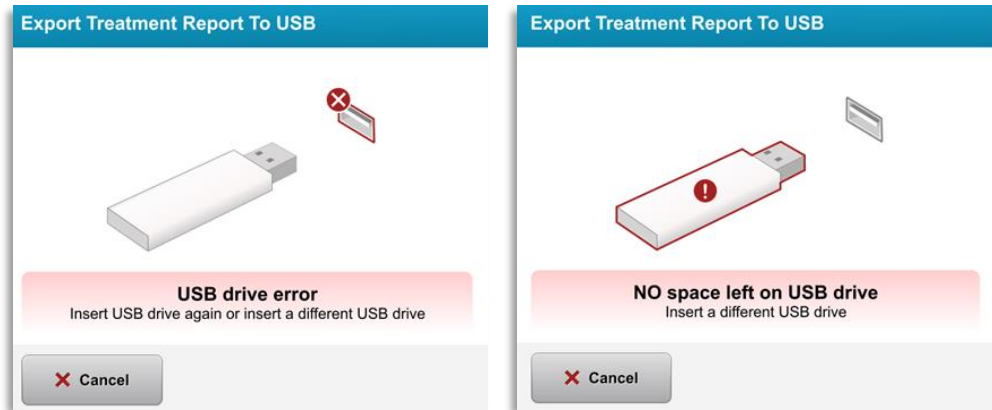 Export Treatment Report To USB
USB drive error
Insert USB drive again or insert a different USB drive
Cancel
Export Treatment Report To USB
NO space left on USB drive
Insert a different USB drive
Cancel